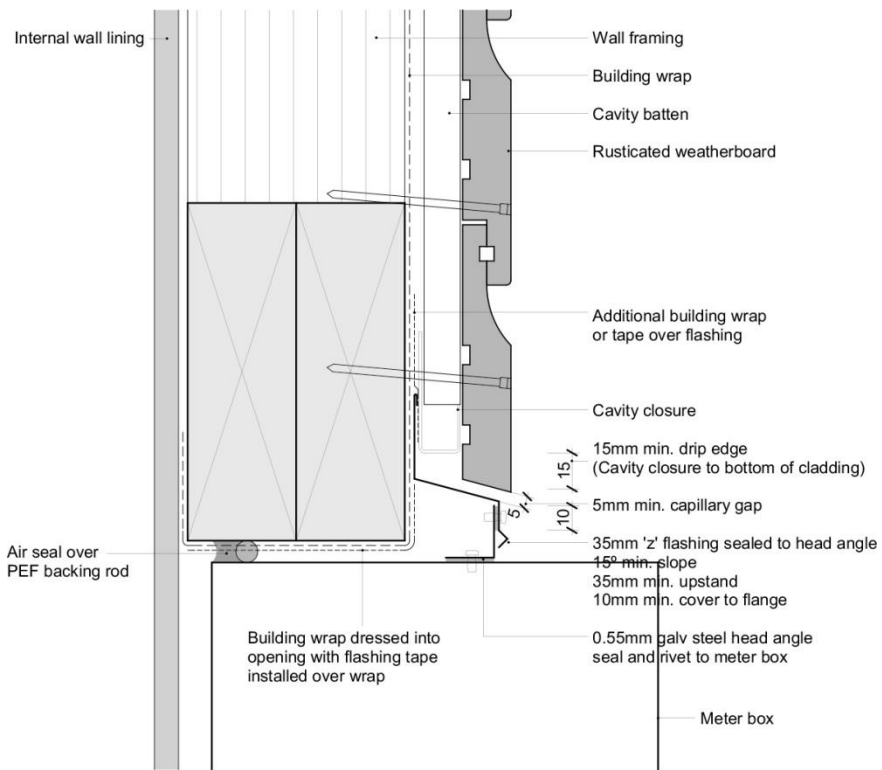 Internal wall lining
Wall framing
Building wrap
Cavity batten
Rusticated weatherboard
Additional building wrap
or tape over flashing
Cavity closure
15mm min. drip edge
(Cavity closure to bottom of cladding)
15
5mm min. capillary gap
5
10
35mm 'z' flashing sealed to head angle
15º min. slope
35mm min. upstand
10mm min. cover to flange
Air seal over
PEF backing rod
Building wrap dressed into
opening with flashing tape
installed over wrap
0.55mm galv steel head angle
seal and rivet to meter box
Meter box